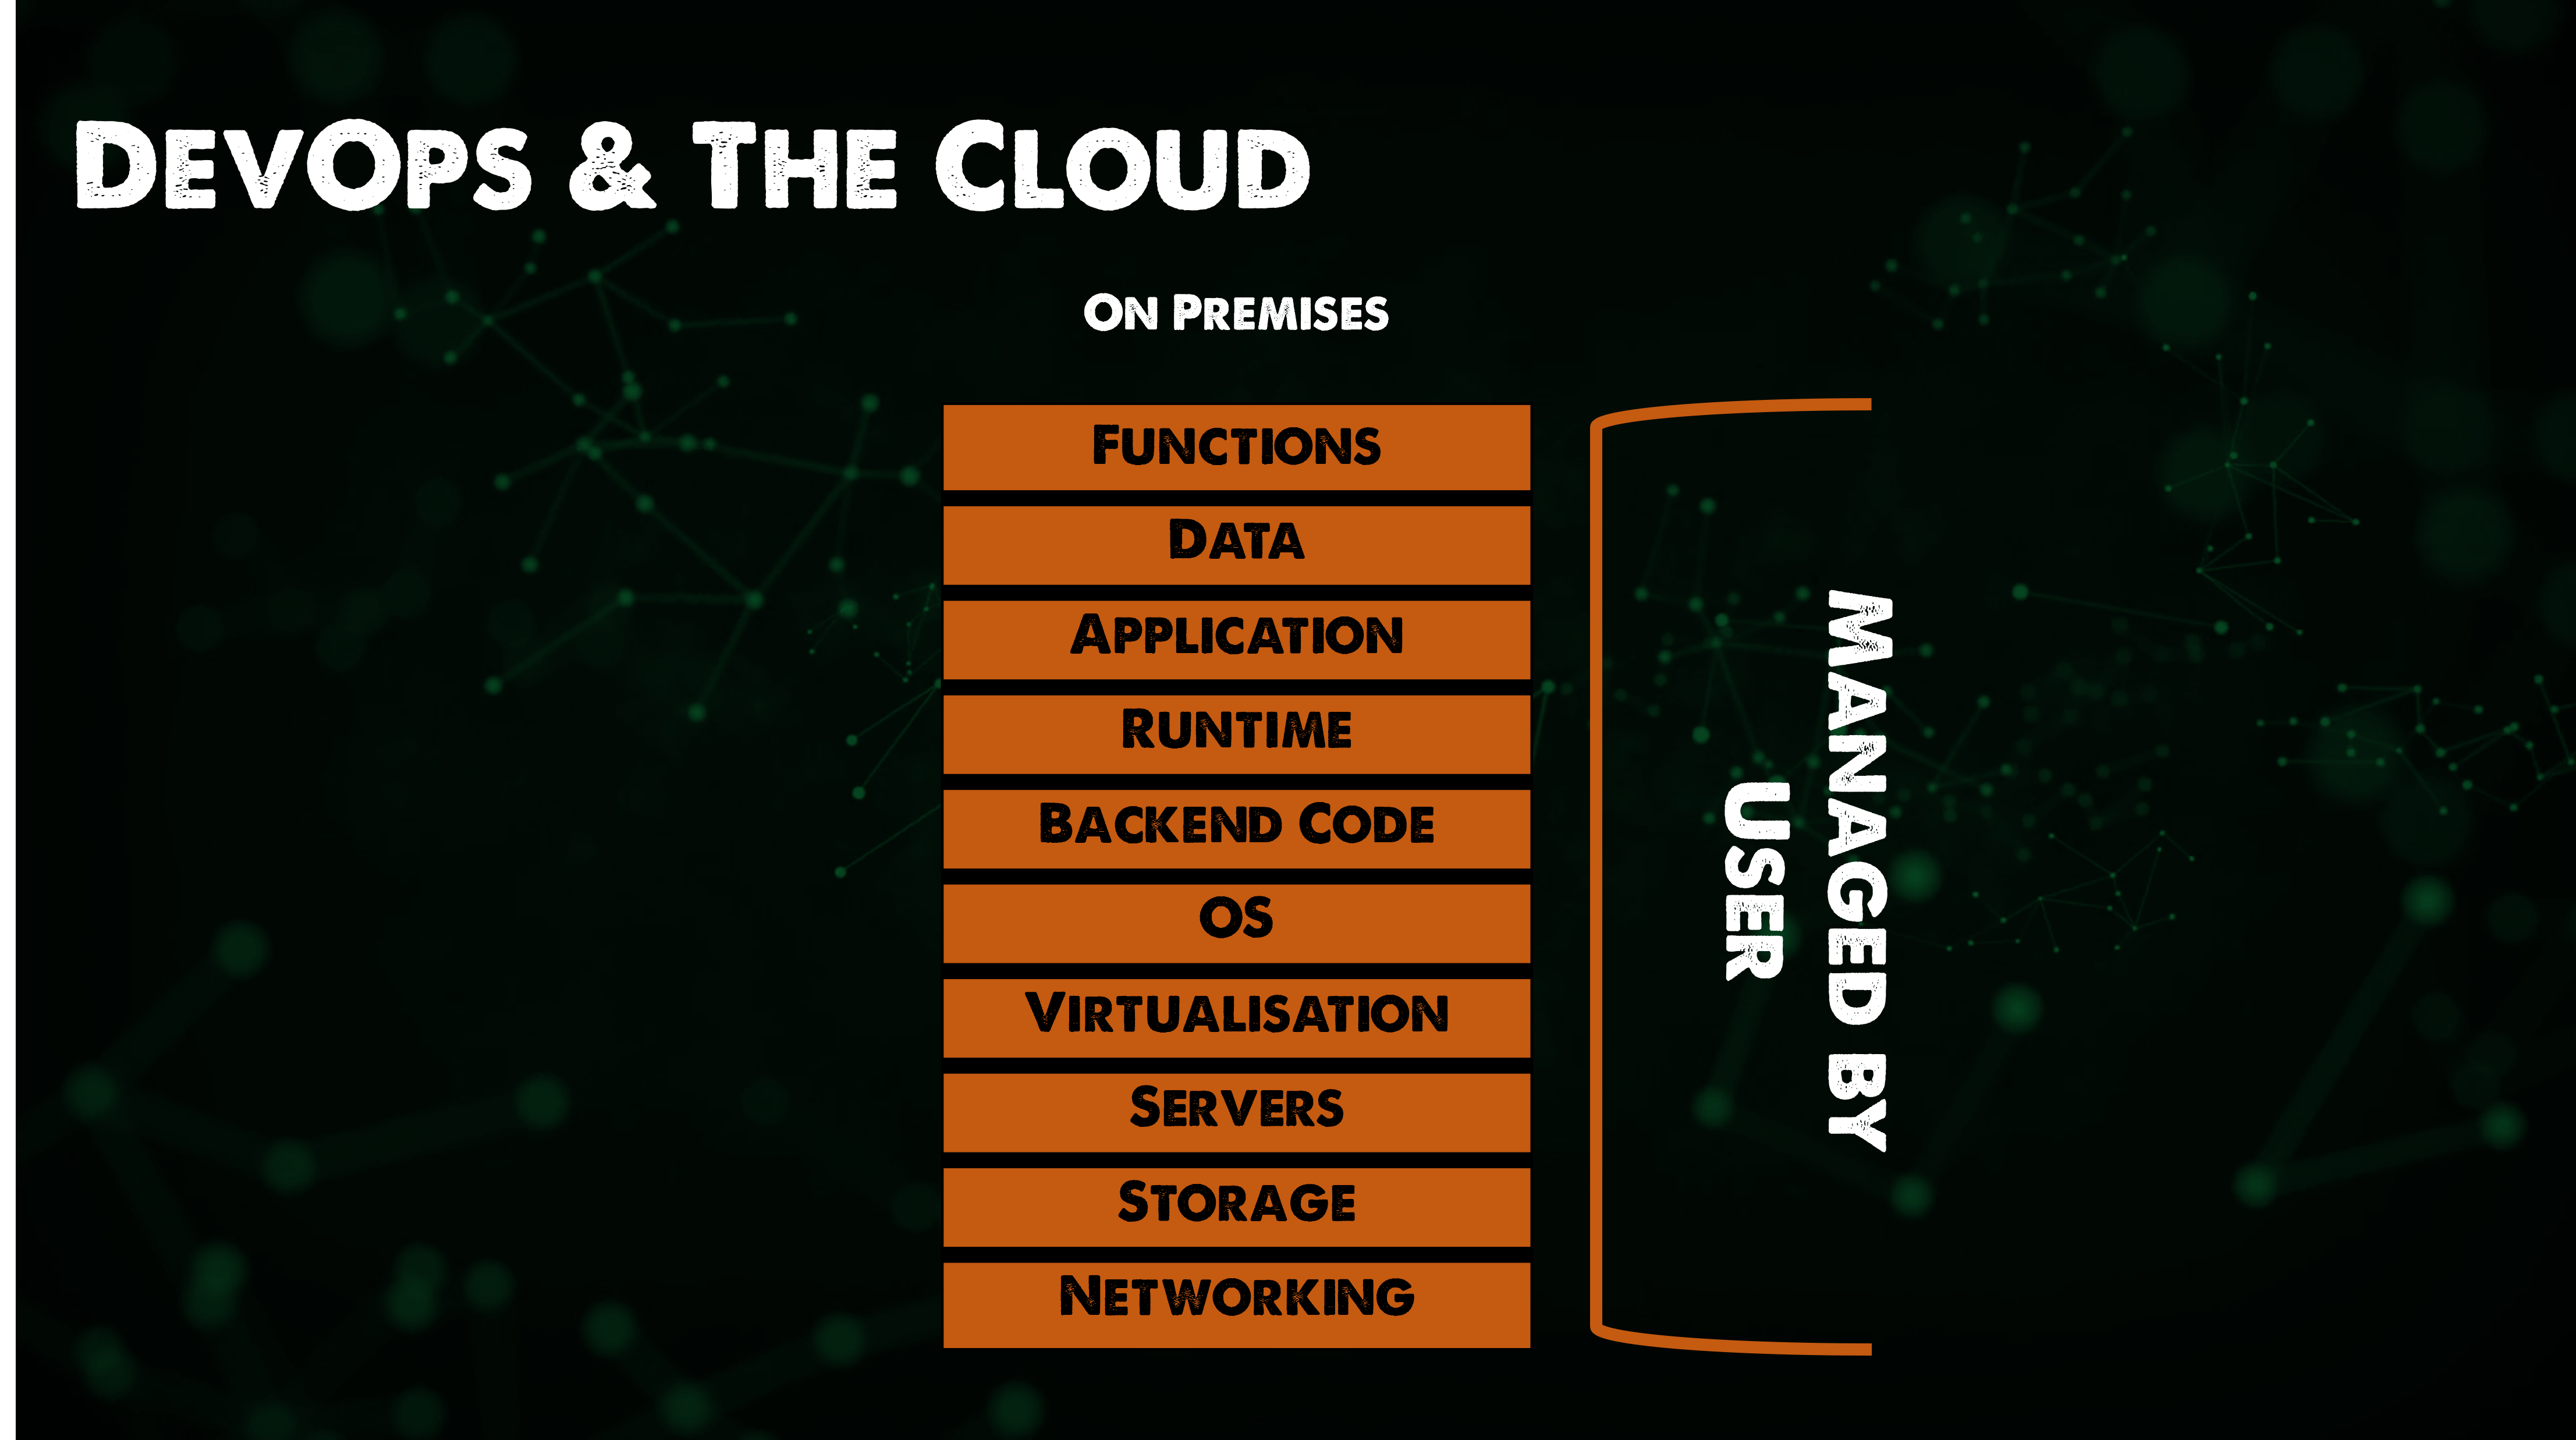 DevOps & The Cloud
On Premises
Functions
Data
Application
Runtime
Backend Code
OS
Virtualisation
Servers
Storage
Networking
Managed by
User